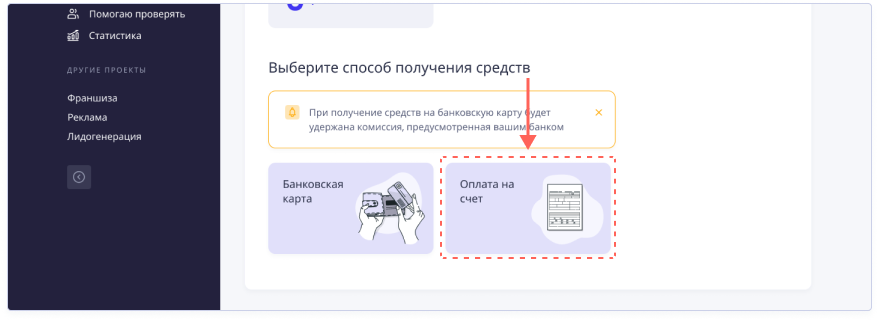 Помогаю проверять
Статистика
ДРУГИЕ ПРОЕКТЫ
Франшиза
Реклама
Лидогенерация
Выберите способ получения средств
При получение средств на банковскую карту будет
удержана комиссия, предусмотренная вашим банком
Банковская
карта
Оплата на
счет